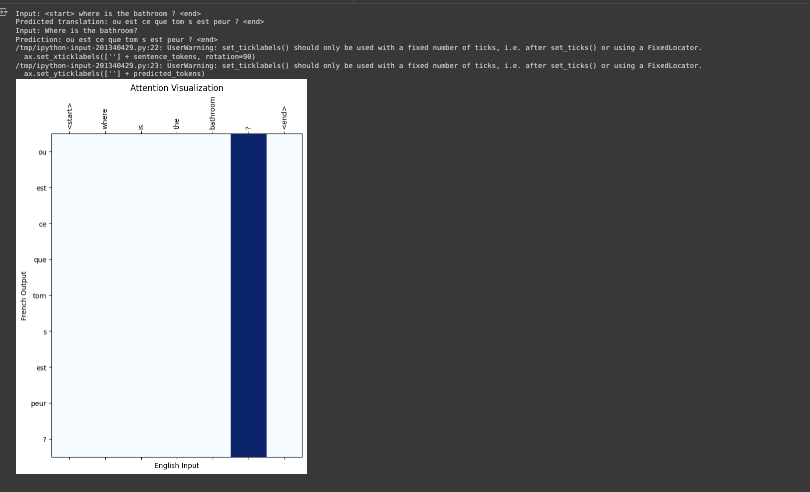 Input: <start> where is the bathroom ? <end>
Predicted translation: ou est ce que tom s est peur ? <end>
Input: Where is the bathroom?
Prediction: ou est ce que tom s est peur ? <end>
/tmp/ipython-input-201340429.py:22: UserWarning: set_ticklabels() should only be used with a fixed number of ticks, i.e. after set_ticks() or using a FixedLocator.
ax.set_xticklabels([''] + sentence_tokens, rotation=90)
/tmp/ipython-input-201340429.py:23: UserWarning: set_ticklabels() should only be used with a fixed number of ticks, i.e. after set_ticks() or using a FixedLocator.
ax.set_yticklabels([''] + predicted_tokens)
Attention Visualization
<start>
where
is
the
bathroom
?
<end>
ou
est
ce
que
tom
s
est
peur
?
French Output
English Input